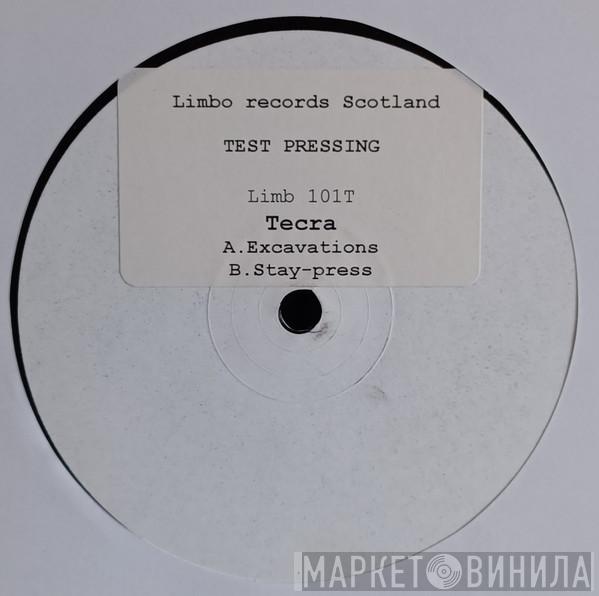 Limbo records Scotland
TEST PRESSING
Limb 101T
Tecra
A.Excavations
B.Stay-press
МАРКЕТ ВИНИЛА